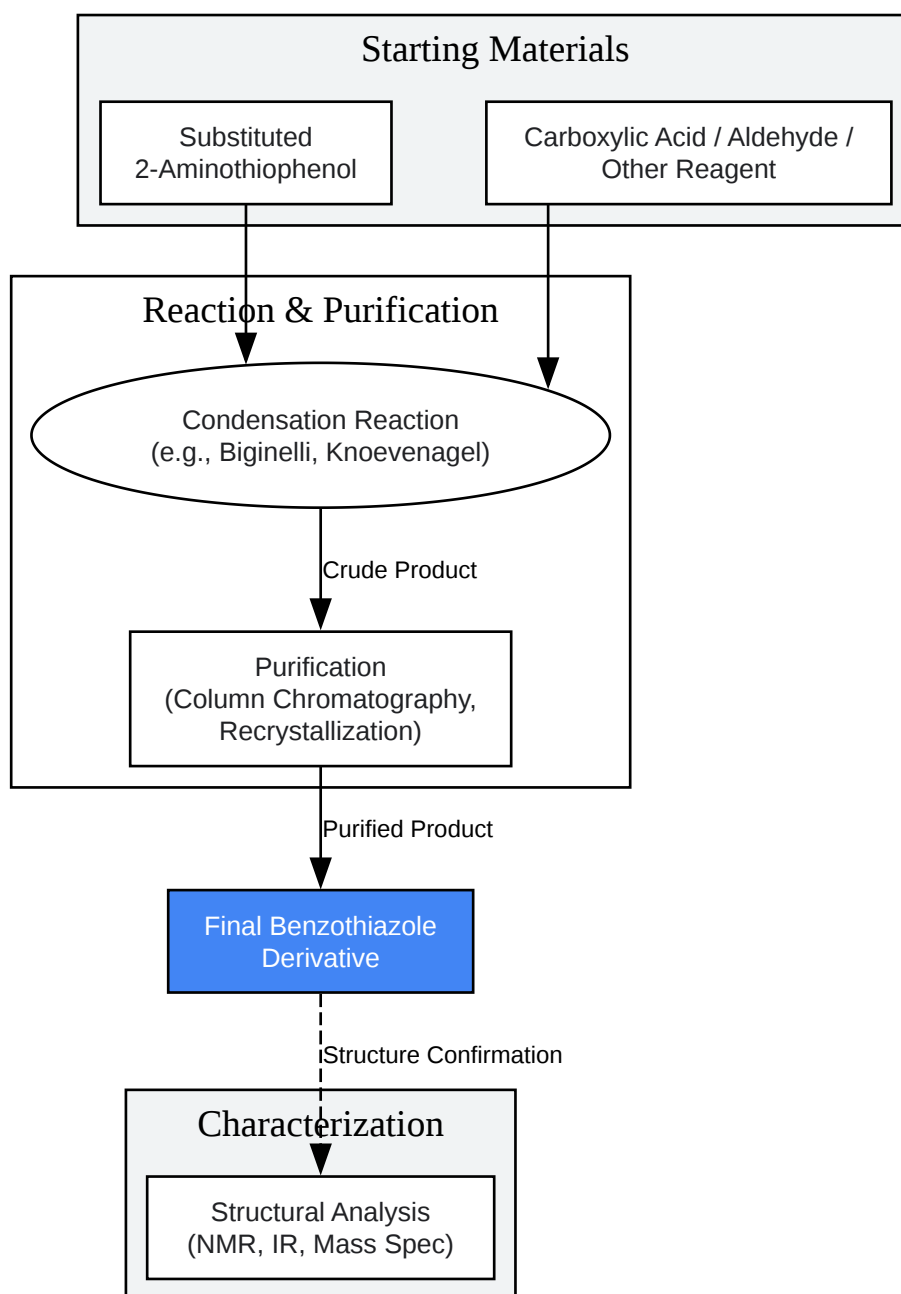 Starting Materials
Substituted
2-Aminothiophenol
Carboxylic Acid / Aldehyde /
Other Reagent
Reaction & Purification
Condensation Reaction
(e.g., Biginelli, Knoevenagel)
Crude Product
Purification
(Column Chromatography,
Recrystallization)
Purified Product
Final Benzothiazole
Derivative
Structure Confirmation
Characterization
Structural Analysis
(NMR, IR, Mass Spec)